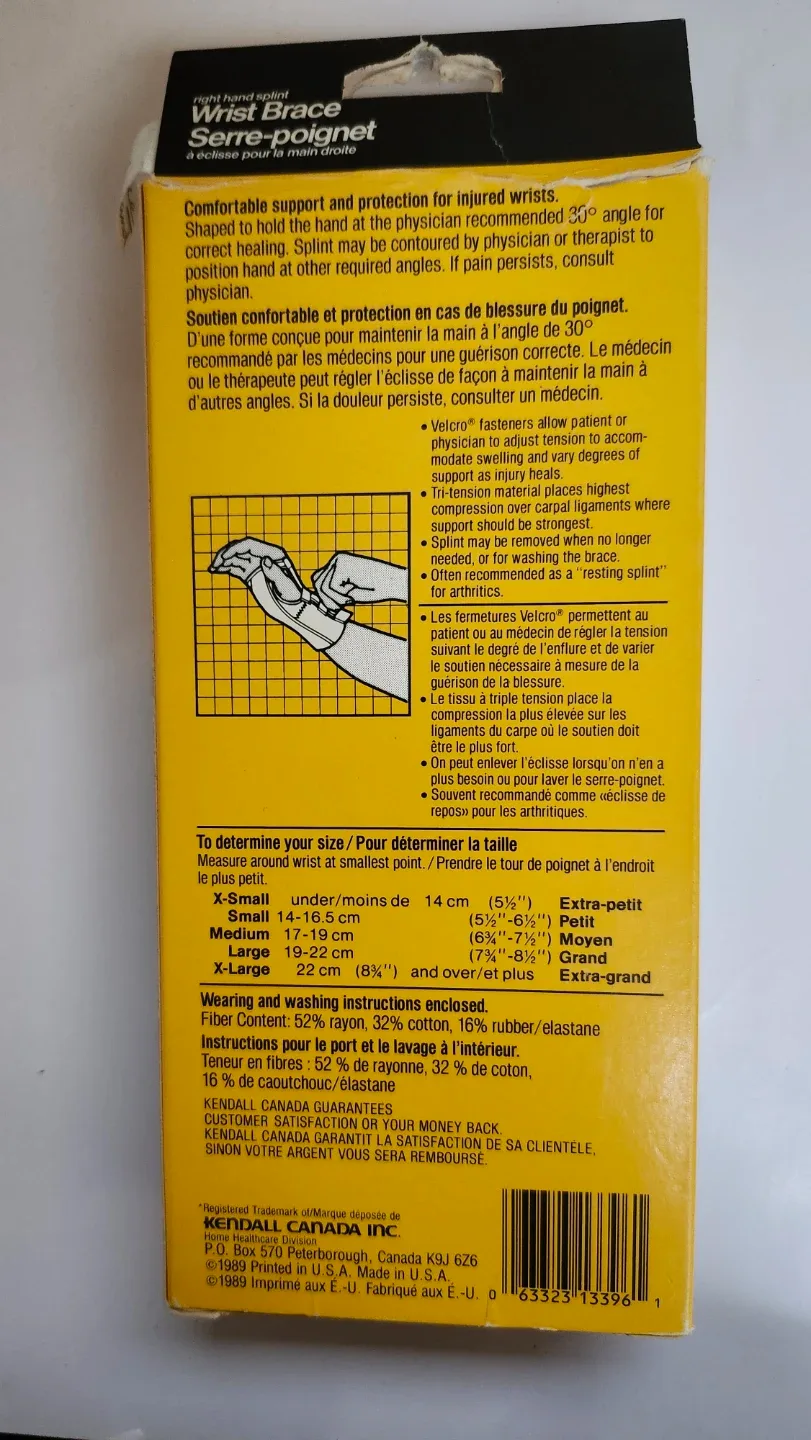 right hand splint
Wrist Brace
Serre-poignet
à éclisse pour la main droite
Comfortable support and protection for injured wrists.
Shaped to hold the hand at the physician recommended 30° angle for
correct healing. Splint may be contoured by physician or therapist to
position hand at other required angles. If pain persists, consult
physician.
Soutien confortable et protection en cas de blessure du poignet.
D'une forme conçue pour maintenir la main à l'angle de 30°
recommandé par les médecins pour une guérison correcte. Le médecin
ou le thérapeute peut régler l'éclisse de façon à maintenir la main à
d'autres angles. Si la douleur persiste, consulter un médecin.
• Velcro® fasteners allow patient or
physician to adjust tension to accom-
modate swelling and vary degrees of
support as injury heals.
• Tri-tension material places highest
compression over carpal ligaments where
support should be strongest.
• Splint may be removed when no longer
needed, or for washing the brace.
• Often recommended as a "resting splint"
for arthritics.
• Les fermetures Velcro® permettent au
patient ou au médecin de régler la tension
suivant le degré de l'enflure et de varier
le soutien nécessaire à mesure de la
guérison de la blessure.
• Le tissu à triple tension place la
compression la plus élevée sur les
ligaments du carpe où le soutien doit
être le plus fort.
• On peut enlever l'éclisse lorsqu'on n'en a
plus besoin ou pour laver le serre-poignet.
• Souvent recommandé comme «éclisse de
repos» pour les arthritiques.
To determine your size / Pour déterminer la taille
Measure around wrist at smallest point. / Prendre le tour de poignet à l'endroit
le plus petit.
X-Small under/moins de 14 cm (5½") Extra-petit
Small 14-16.5 cm (5½"-6½") Petit
Medium 17-19 cm (6¾"-7½") Moyen
Large 19-22 cm (7¾"-8½") Grand
X-Large 22 cm (8¾") and over/et plus Extra-grand
Wearing and washing instructions enclosed.
Fiber Content: 52% rayon, 32% cotton, 16% rubber/elastane
Instructions pour le port et le lavage à l'intérieur.
Teneur en fibres : 52 % de rayonne, 32 % de coton,
16 % de caoutchouc/élastane
KENDALL CANADA GUARANTEES
CUSTOMER SATISFACTION OR YOUR MONEY BACK.
KENDALL CANADA GARANTIT LA SATISFACTION DE SA CLIENTÈLE,
SINON VOTRE ARGENT VOUS SERA REMBOURSÉ.
*Registered Trademark of/Marque déposée de
KENDALL CANADA INC.
Home Healthcare Division
P.O. Box 570 Peterborough, Canada K9J 6Z6
©1989 Printed in U.S.A. Made in U.S.A.
©1989 Imprimé aux É.-U. Fabriqué aux É.-U.
0 63323 13396 1